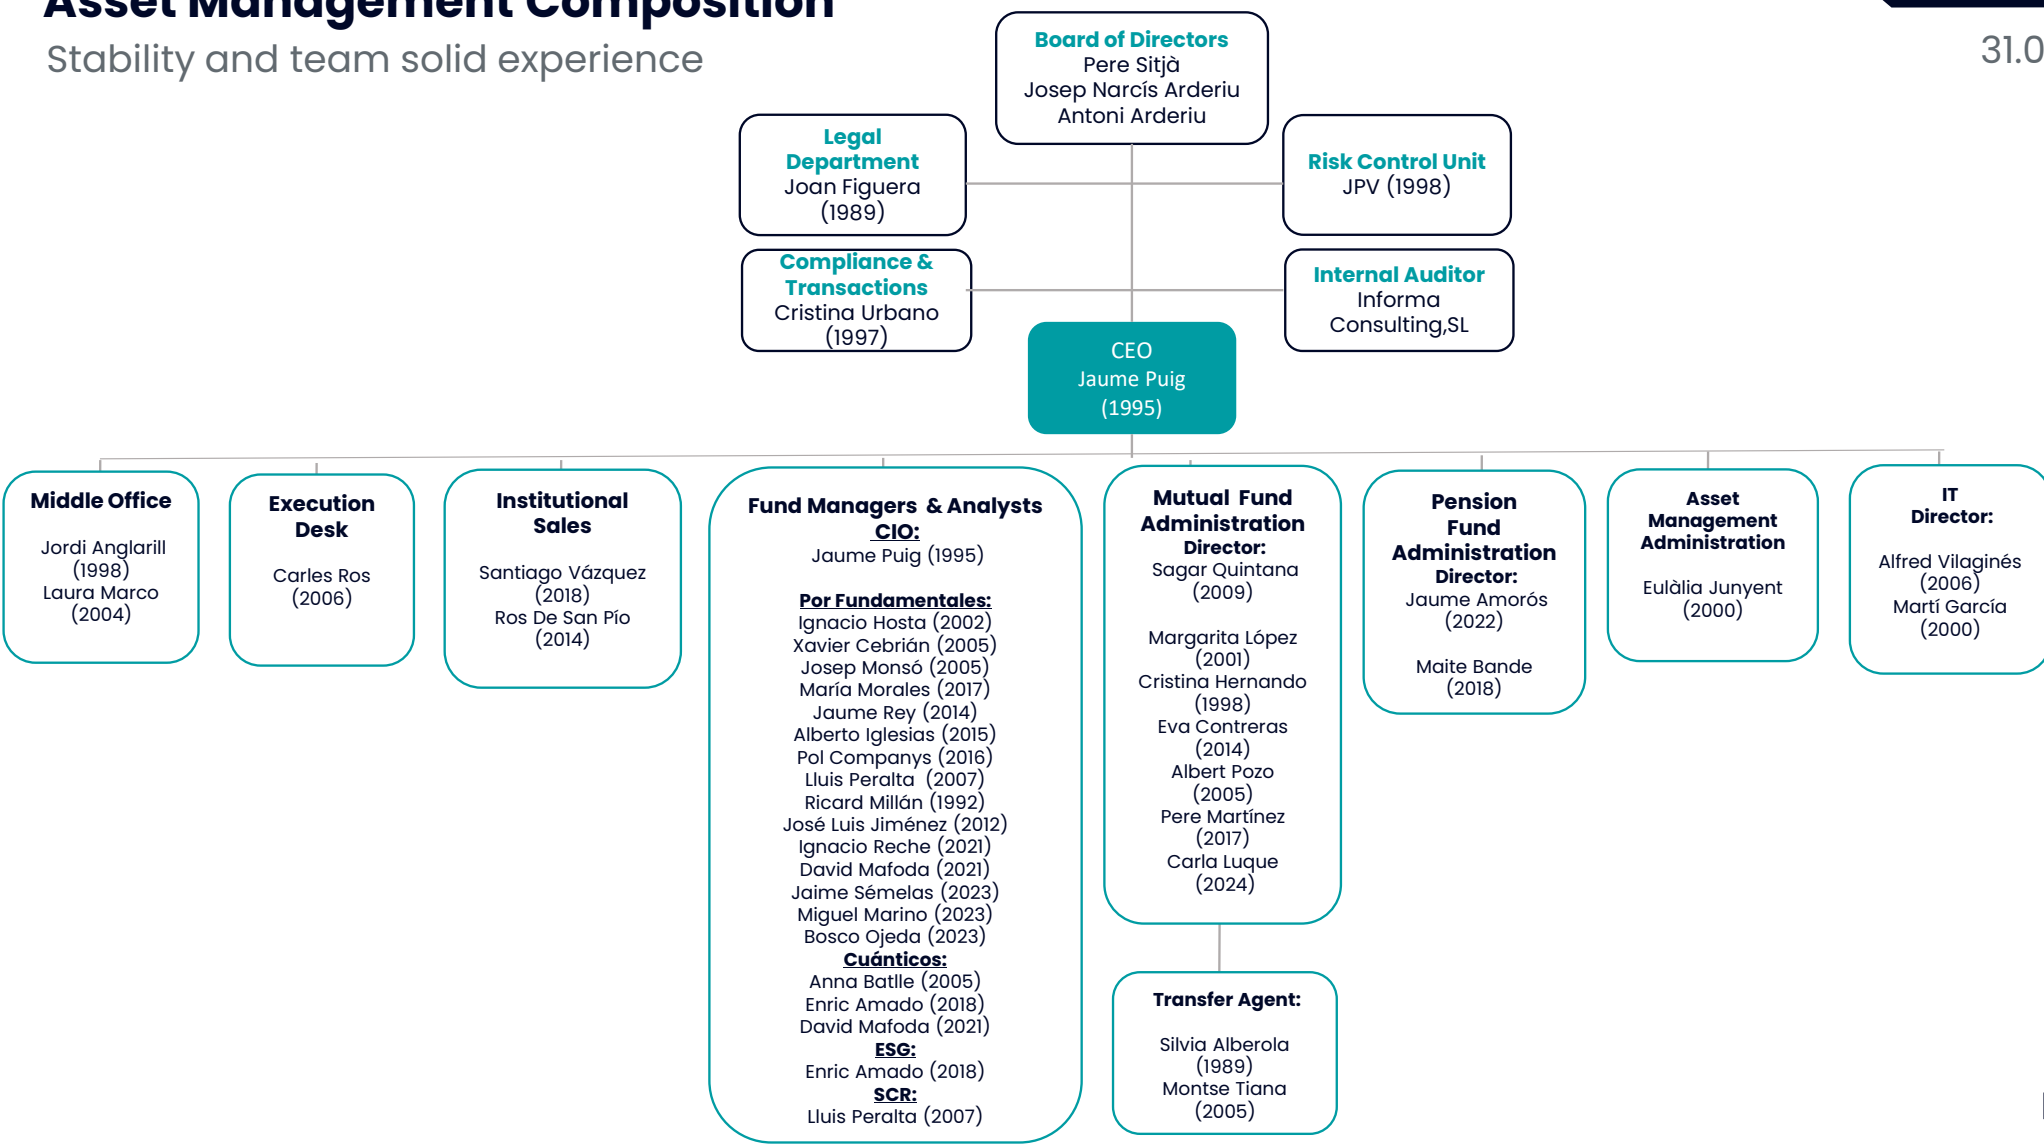 Asset Management Composition
Stability and team solid experience
31.0
Board of Directors
Pere Sitjà
Josep Narcís Arderiu
Antoni Arderiu
Legal
Department
Joan Figuera
(1989)
Risk Control Unit
JPV (1998)
Compliance &
Transactions
Cristina Urbano
(1997)
Internal Auditor
Informa
Consulting,SL
CEO
Jaume Puig
(1995)
Middle Office
Jordi Anglarill
(1998)
Laura Marco
(2004)
Execution
Desk
Carles Ros
(2006)
Institutional
Sales
Santiago Vázquez
(2018)
Ros De San Pío
(2014)
Fund Managers & Analysts
CIO:
Jaume Puig (1995)
Por Fundamentales:
Ignacio Hosta (2002)
Xavier Cebrián (2005)
Josep Monsó (2005)
María Morales (2017)
Jaume Rey (2014)
Alberto Iglesias (2015)
Pol Companys (2016)
Lluis Peralta (2007)
Ricard Millán (1992)
José Luis Jiménez (2012)
Ignacio Reche (2021)
David Mafoda (2021)
Jaime Sémelas (2023)
Miguel Marino (2023)
Bosco Ojeda (2023)
Cuánticos:
Anna Batlle (2005)
Enric Amado (2018)
David Mafoda (2021)
ESG:
Enric Amado (2018)
SCR:
Lluis Peralta (2007)
Mutual Fund
Administration
Director:
Sagar Quintana
(2009)
Margarita López
(2001)
Cristina Hernando
(1998)
Eva Contreras
(2014)
Albert Pozo
(2005)
Pere Martínez
(2017)
Carla Luque
(2024)
Transfer Agent:
Silvia Alberola
(1989)
Montse Tiana
(2005)
Pension
Fund
Administration
Director:
Jaume Amorós
(2022)
Maite Bande
(2018)
Asset
Management
Administration
Eulàlia Junyent
(2000)
IT
Director:
Alfred Vilaginés
(2006)
Martí García
(2000)